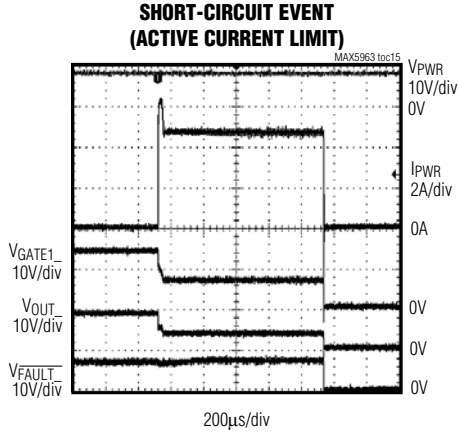 SHORT-CIRCUIT EVENT
(ACTIVE CURRENT LIMIT)
MAX5963 toc15
VPWR
10V/div
0V
IPWR
2A/div
0A
VGATE1_
10V/div
0V
VOUT_
10V/div
0V
VFAULT_
10V/div
0V
200μs/div